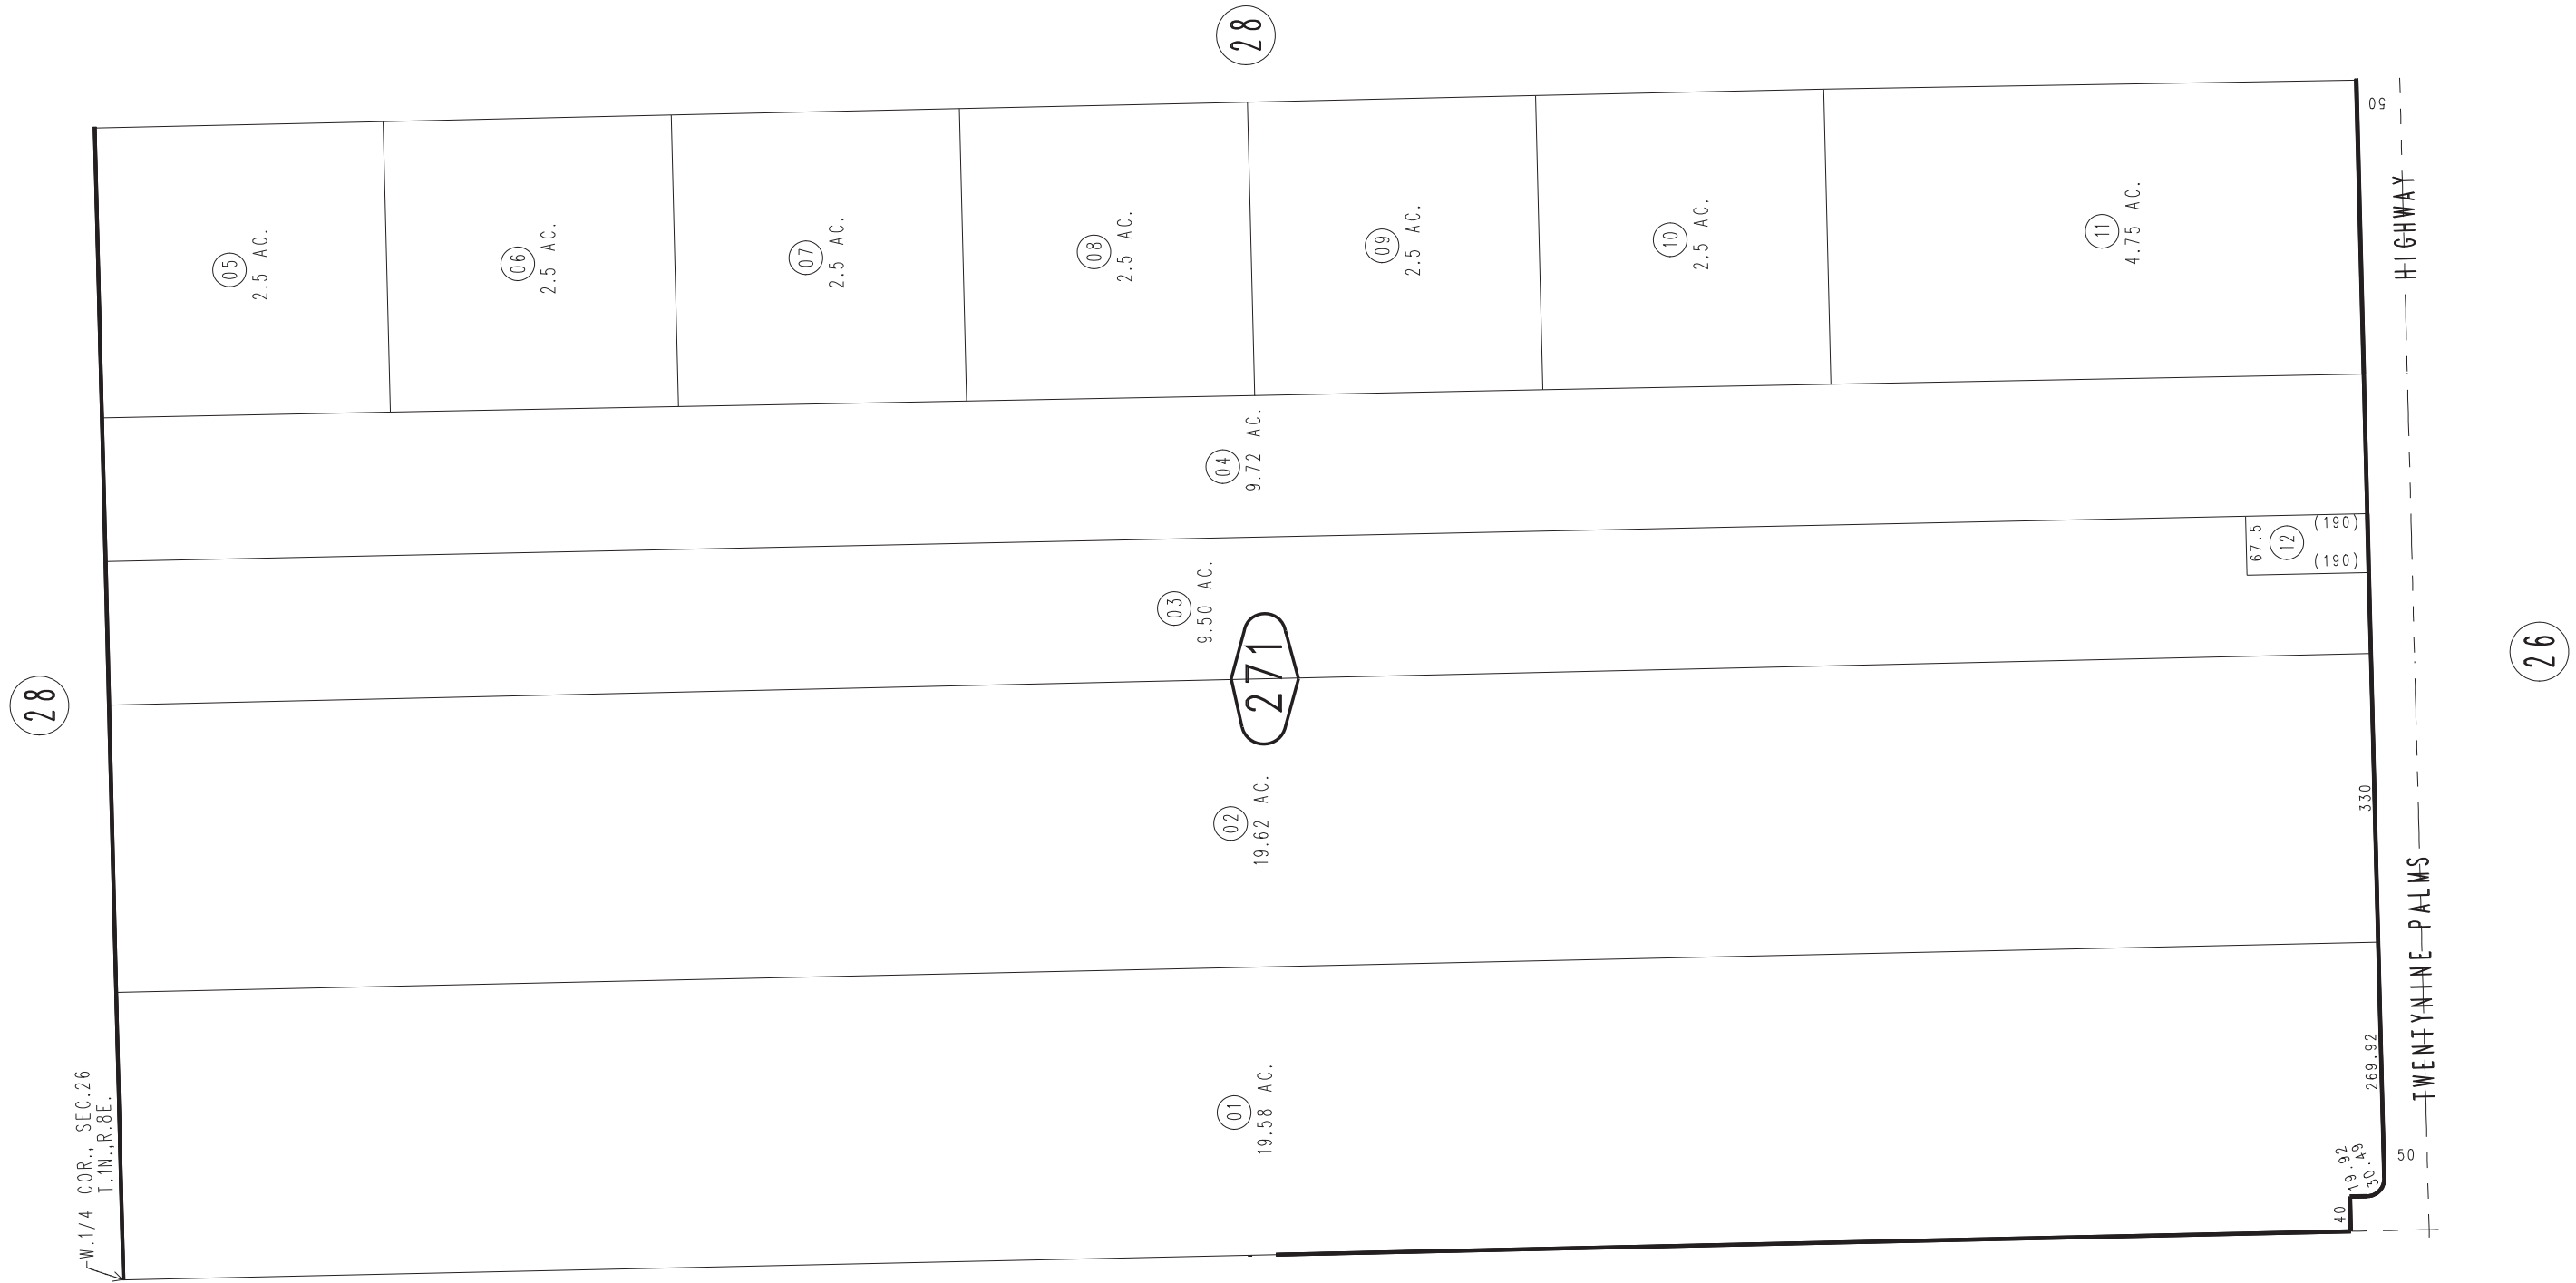 28
28
26
05
2.5 AC.
06
2.5 AC.
07
2.5 AC.
08
2.5 AC.
09
2.5 AC.
10
2.5 AC.
11
4.75 AC.
50
HIGHWAY
04
9.72 AC.
67.5
12
(190)
(190)
03
9.50 AC.
271
02
19.62 AC.
330
TWENTYNINE PALMS
01
19.58 AC.
269.92
19.92
30.49
40
50
W.1/4 COR., SEC.26
T.1N.,R.8E.